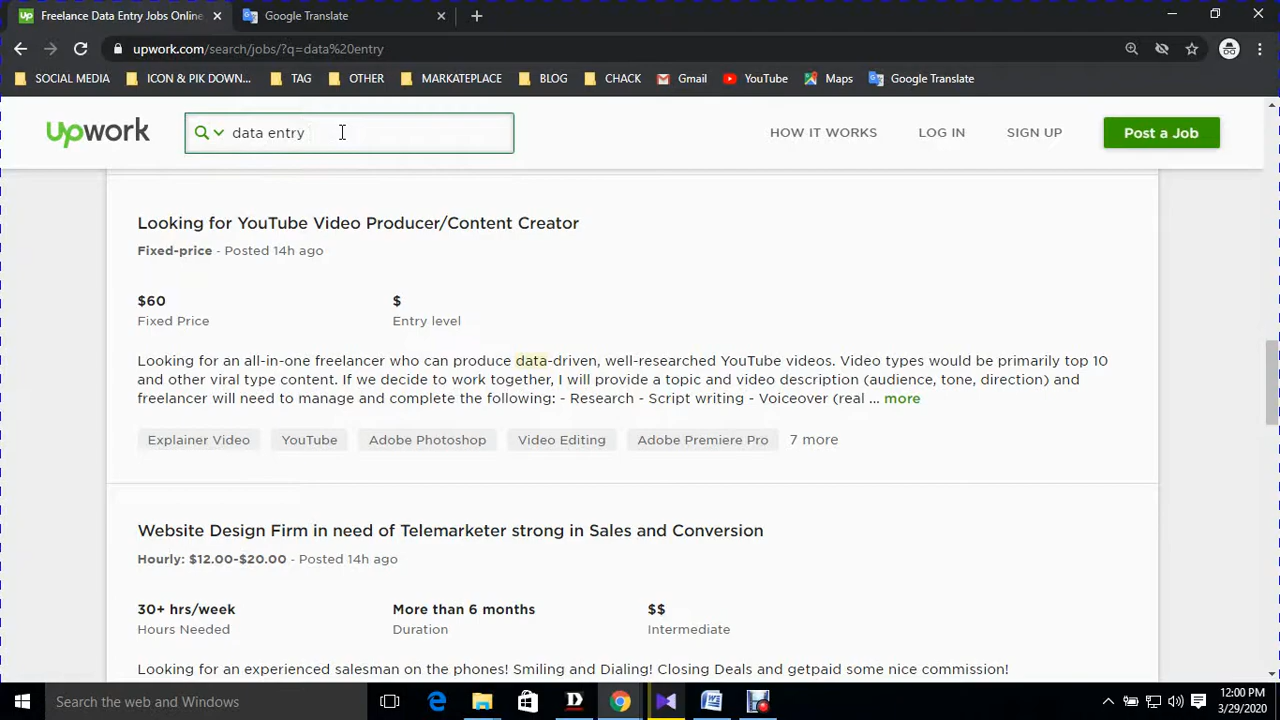 Freelance Data Entry Jobs Online
Google Translate
upwork.com/search/jobs/?q=data%20entry
SOCIAL MEDIA
ICON & PIK DOWN...
TAG
OTHER
MARKATEPLACE
BLOG
CHACK
Gmail
YouTube
Maps
Google Translate
upwork
data entry
HOW IT WORKS
LOG IN
SIGN UP
Post a Job
Looking for YouTube Video Producer/Content Creator
Fixed-price - Posted 14h ago
$60
$
Fixed Price
Entry level
Looking for an all-in-one freelancer who can produce data-driven, well-researched YouTube videos. Video types would be primarily top 10
and other viral type content. If we decide to work together, I will provide a topic and video description (audience, tone, direction) and
freelancer will need to manage and complete the following: - Research - Script writing - Voiceover (real ... more
Explainer Video
YouTube
Adobe Photoshop
Video Editing
Adobe Premiere Pro
7 more
Website Design Firm in need of Telemarketer strong in Sales and Conversion
Hourly: $12.00-$20.00 - Posted 14h ago
30+ hrs/week
More than 6 months
$$
Hours Needed
Duration
Intermediate
Looking for an experienced salesman on the phones! Smiling and Dialing! Closing Deals and getpaid some nice commission!
Search the web and Windows
12:00 PM
3/29/2020